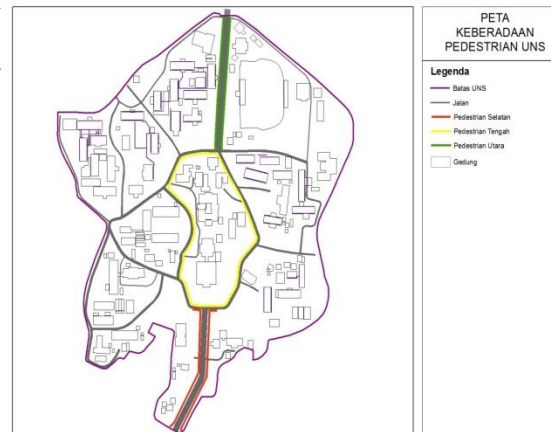 PETA
KEBERADAAN
PEDESTRIAN UNS
Legenda
Batas UNS
Jalan
Pedestrian Selatan
Pedestrian Tengah
Pedestrian Utara
Gedung